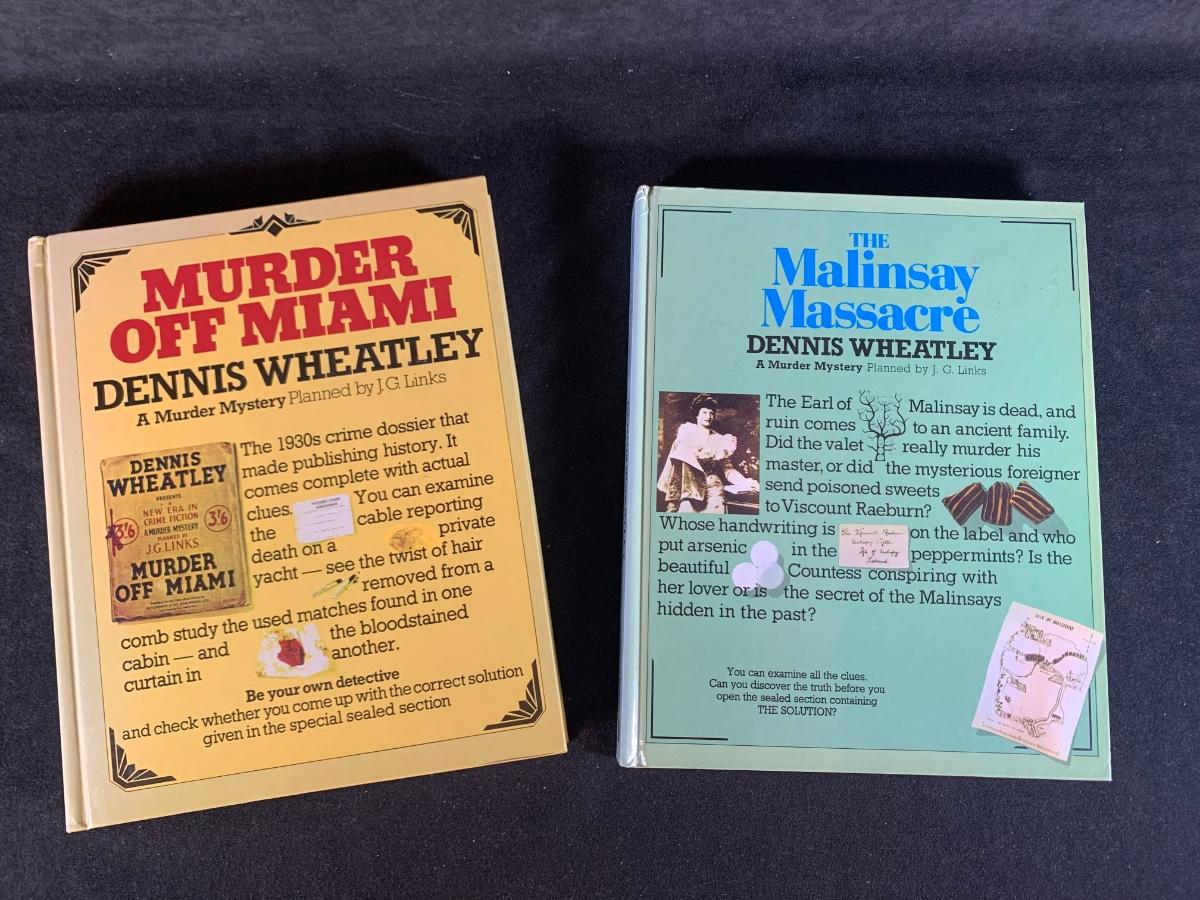 MURDER
OFF MIAMI
DENNIS WHEATLEY
A Murder Mystery Planned by J.G. Links
The 1930s crime dossier that
made publishing history. It
comes complete with actual
clues. You can examine
the cable reporting
death on a private
yacht — see the twist of hair
removed from a
comb study the used matches found in one
cabin — and the bloodstained
curtain in another.
DENNIS
WHEATLEY
PRESENTS
A
NEW ERA IN
CRIME FICTION
3'6
A MURDER MYSTERY
3'6
PLANNED BY
J.G.LINKS
MURDER
OFF MIAMI
Be your own detective
and check whether you come up with the correct solution
given in the special sealed section
THE
Malinsay
Massacre
DENNIS WHEATLEY
A Murder Mystery Planned by J. G. Links
The Earl of Malinsay is dead, and
ruin comes to an ancient family.
Did the valet really murder his
master, or did the mysterious foreigner
send poisoned sweets
to Viscount Raeburn?
Whose handwriting is on the label and who
put arsenic in the peppermints? Is the
beautiful Countess conspiring with
her lover or is the secret of the Malinsays
hidden in the past?
ISLE OF MALINSAY
You can examine all the clues.
Can you discover the truth before you
open the sealed section containing
THE SOLUTION?